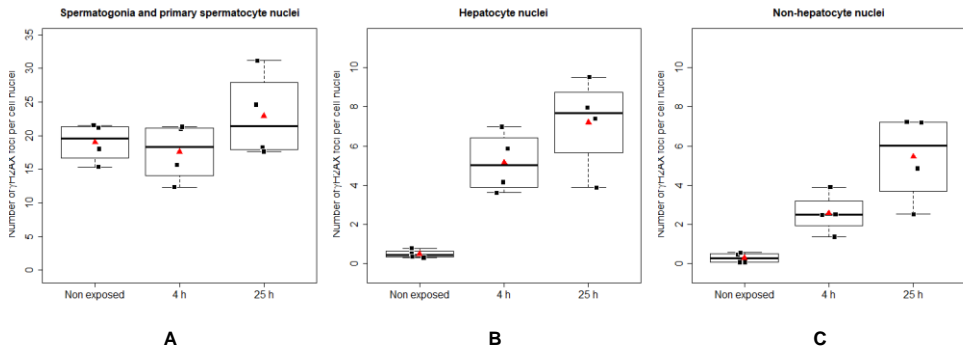 Spermatogonia and primary spermatocyte nuclei
Number of γH2AX foci per cell nuclei
35
30
25
20
15
10
5
0
Non exposed 4 h 25 h
A
Hepatocyte nuclei
Number of γH2AX foci per cell nuclei
10
8
6
4
2
0
Non exposed 4 h 25 h
B
Non-hepatocyte nuclei
Number of γH2AX foci per cell nuclei
10
8
6
4
2
0
Non exposed 4 h 25 h
C